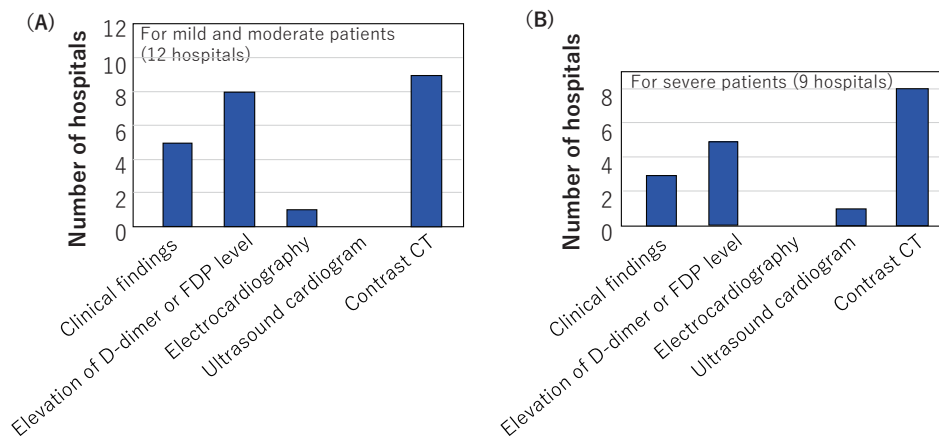 (A)
For mild and moderate patients
(12 hospitals)
Number of hospitals
12
10
8
6
4
2
0
Clinical findings
Elevation of D-dimer or FDP level
Electrocardiography
Ultrasound cardiogram
Contrast CT
(B)
For severe patients (9 hospitals)
Number of hospitals
8
6
4
2
0
Clinical findings
Elevation of D-dimer or FDP level
Electrocardiography
Ultrasound cardiogram
Contrast CT